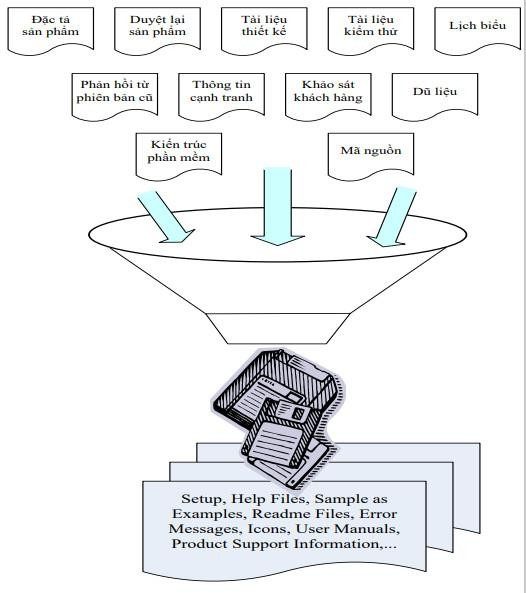 Đặc tả
sản phẩm
Duyệt lại
sản phẩm
Tài liệu
thiết kế
Tài liệu
kiểm thử
Lịch biểu
Phản hồi từ
phiên bản cũ
Thông tin
cạnh tranh
Khảo sát
khách hàng
Dũ liệu
Kiến trúc
phần mềm
Mã nguồn
Setup, Help Files, Sample as
Examples, Readme Files, Error
Messages, Icons, User Manuals,
Product Support Information,...